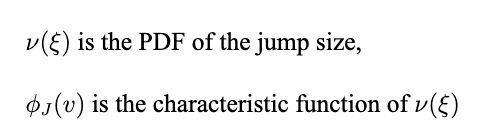 ν(ξ) is the PDF of the jump size,
ϕ_J(v) is the characteristic function of ν(ξ)